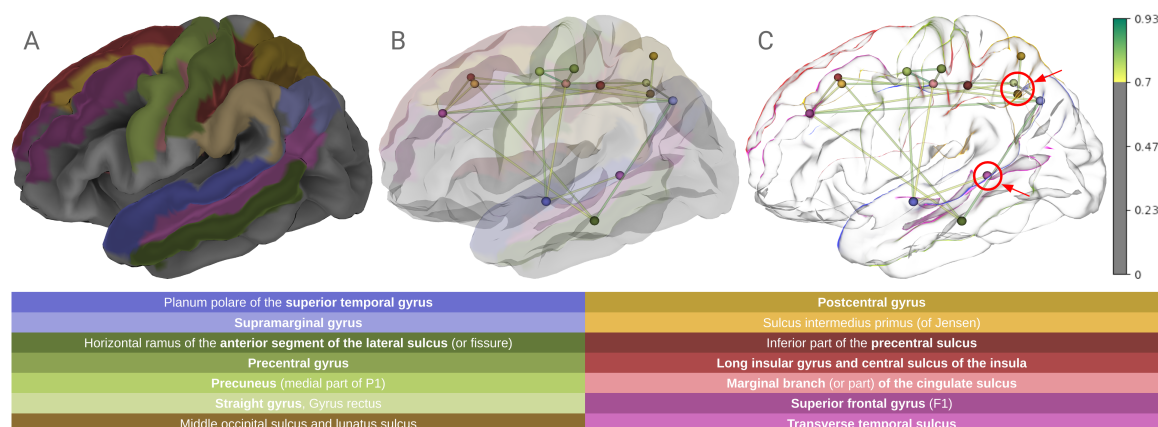 A
B
C
0.93
0.7
0.47
0.23
0
Planum polare of the superior temporal gyrus
Postcentral gyrus
Supramarginal gyrus
Sulcus intermedius primus (of Jensen)
Horizontal ramus of the anterior segment of the lateral sulcus (or fissure)
Inferior part of the precentral sulcus
Precentral gyrus
Long insular gyrus and central sulcus of the insula
Precuneus (medial part of P1)
Marginal branch (or part) of the cingulate sulcus
Straight gyrus, Gyrus rectus
Superior frontal gyrus (F1)
Middle occipital sulcus and lunatus sulcus
Transverse temporal sulcus